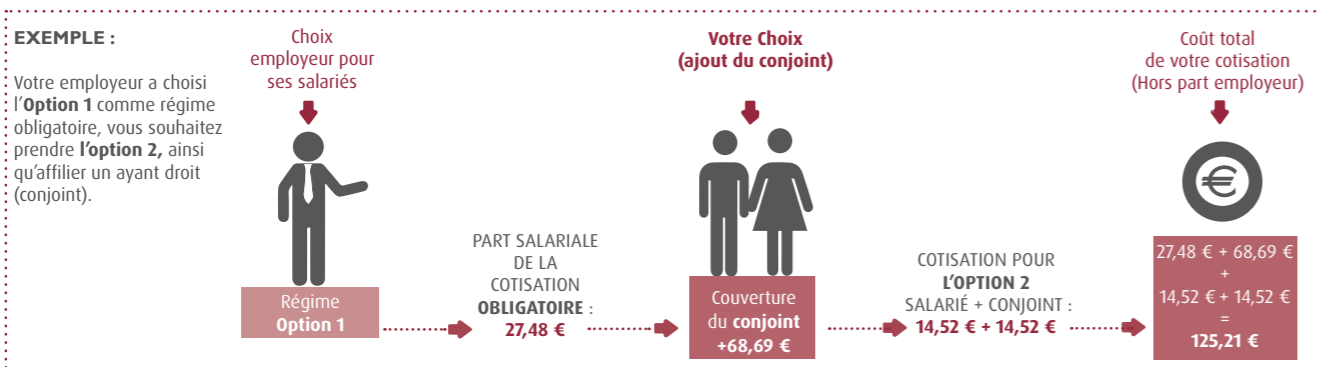 EXEMPLE :
Votre employeur a choisi
l'Option 1 comme régime
obligatoire, vous souhaitez
prendre l'option 2, ainsi
qu'affilier un ayant droit
(conjoint).
Choix
employeur pour
ses salariés
Régime
Option 1
PART SALARIALE
DE LA
COTISATION
OBLIGATOIRE :
27,48 €
Votre Choix
(ajout du conjoint)
Couverture
du conjoint
+68,69 €
COTISATION POUR
L'OPTION 2
SALARIÉ + CONJOINT :
14,52 € + 14,52 €
Coût total
de votre cotisation
(Hors part employeur)
€
27,48 € + 68,69 €
+
14,52 € + 14,52 €
=
125,21 €